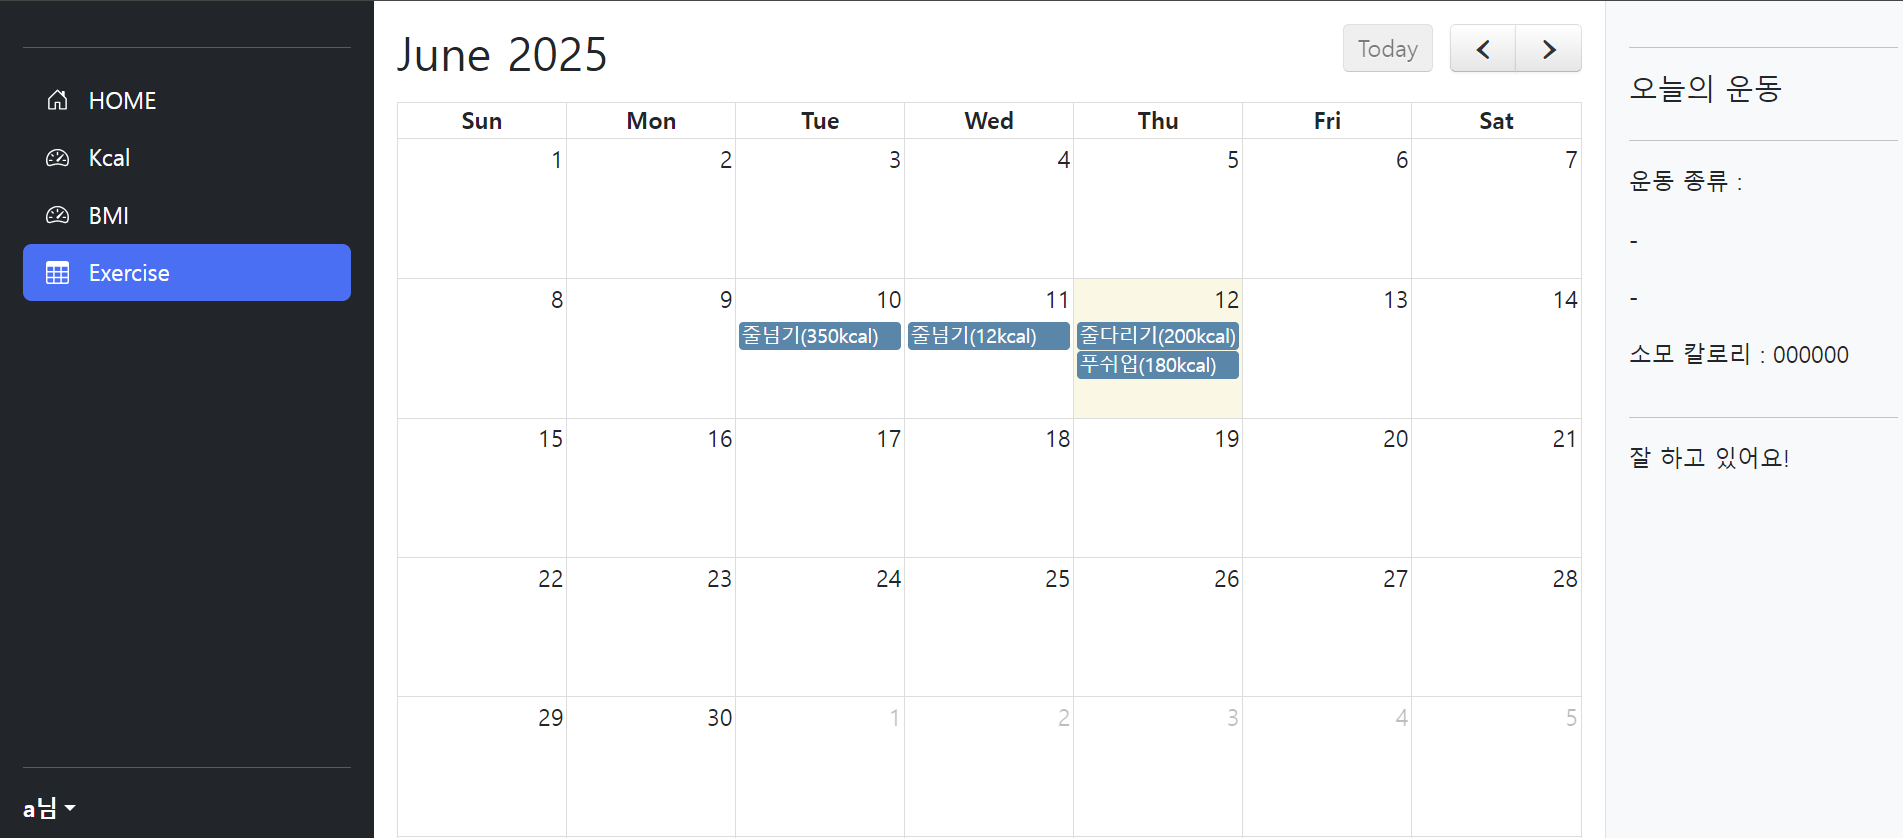 HOME
Kcal
BMI
Exercise
a님
June 2025
Today
Sun Mon Tue Wed Thu Fri Sat
1 2 3 4 5 6 7
8 9 10 11 12 13 14
줄넘기(350kcal) 줄넘기(12kcal) 줄다리기(200kcal)
푸쉬업(180kcal)
15 16 17 18 19 20 21
22 23 24 25 26 27 28
29 30 1 2 3 4 5
오늘의 운동
운동 종류 :
-
-
소모 칼로리 : 000000
잘 하고 있어요!